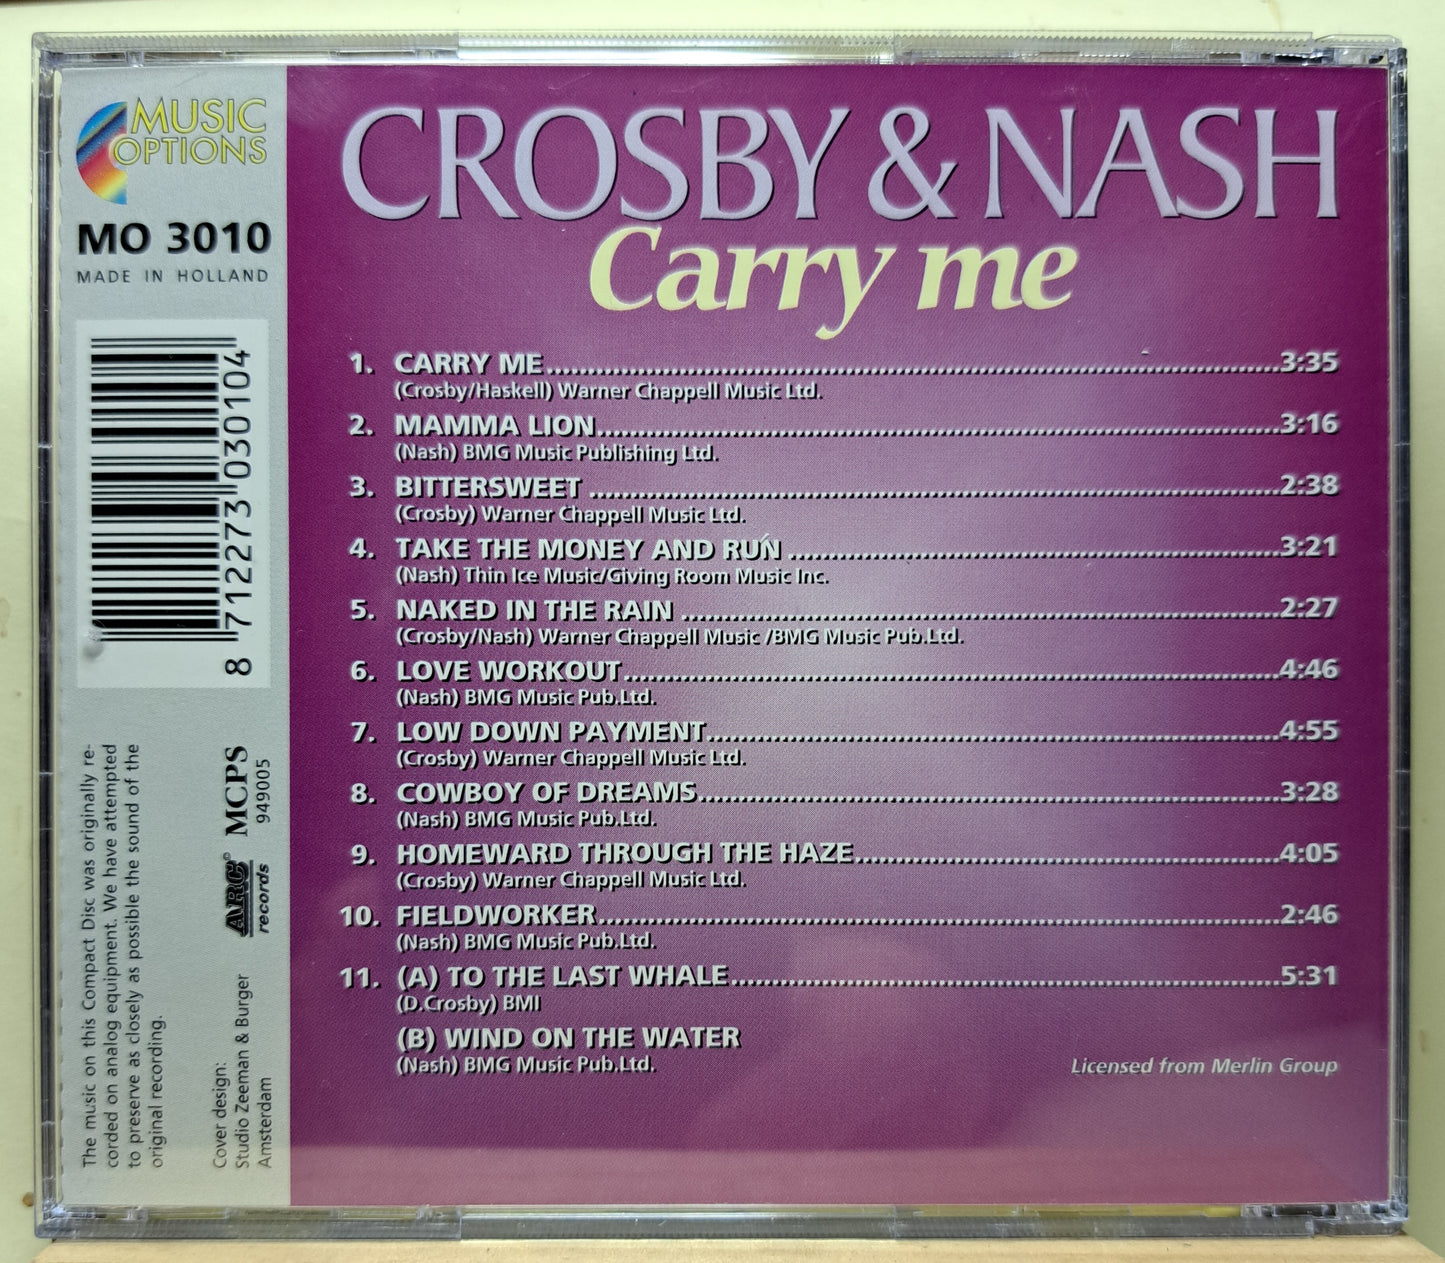 MUSIC
OPTIONS
MO 3010
MADE IN HOLLAND
8 712273 030104
The music on this Compact Disc was originally re-
corded on analog equipment. We have attempted
to preserve as closely as possible the sound of the
original recording.
ARC®
records
MCPS
949005
Cover design:
Studio Zeeman & Burger
Amsterdam
CROSBY & NASH
Carry me
1. CARRY ME 3:35
(Crosby/Haskell) Warner Chappell Music Ltd.
2. MAMMA LION 3:16
(Nash) BMG Music Publishing Ltd.
3. BITTERSWEET 2:38
(Crosby) Warner Chappell Music Ltd.
4. TAKE THE MONEY AND RUN 3:21
(Nash) Thin Ice Music/Giving Room Music Inc.
5. NAKED IN THE RAIN 2:27
(Crosby/Nash) Warner Chappell Music /BMG Music Pub.Ltd.
6. LOVE WORKOUT 4:46
(Nash) BMG Music Pub.Ltd.
7. LOW DOWN PAYMENT 4:55
(Crosby) Warner Chappell Music Ltd.
8. COWBOY OF DREAMS 3:28
(Nash) BMG Music Pub.Ltd.
9. HOMEWARD THROUGH THE HAZE 4:05
(Crosby) Warner Chappell Music Ltd.
10. FIELDWORKER 2:46
(Nash) BMG Music Pub.Ltd.
11. (A) TO THE LAST WHALE 5:31
(D.Crosby) BMI
(B) WIND ON THE WATER
(Nash) BMG Music Pub.Ltd.
Licensed from Merlin Group